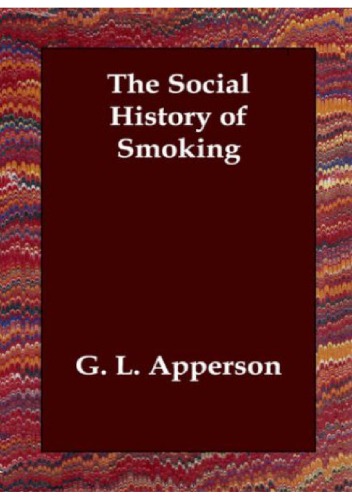 The Social
History of
Smoking
G. L. Apperson